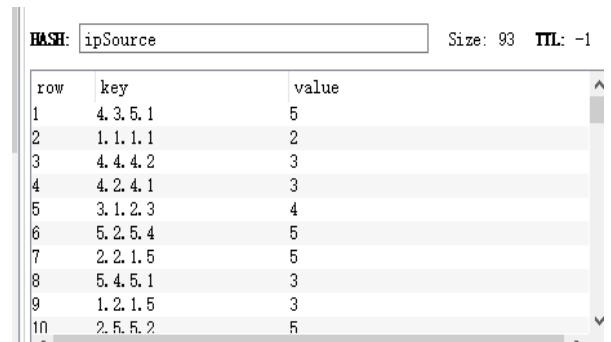 HASH: ipSource Size: 93 TTL: -1
row key value
1 4.3.5.1 5
2 1.1.1.1 2
3 4.4.4.2 3
4 4.2.4.1 3
5 3.1.2.3 4
6 5.2.5.4 5
7 2.2.1.5 5
8 5.4.5.1 3
9 1.2.1.5 3
10 2.5.5.2 5